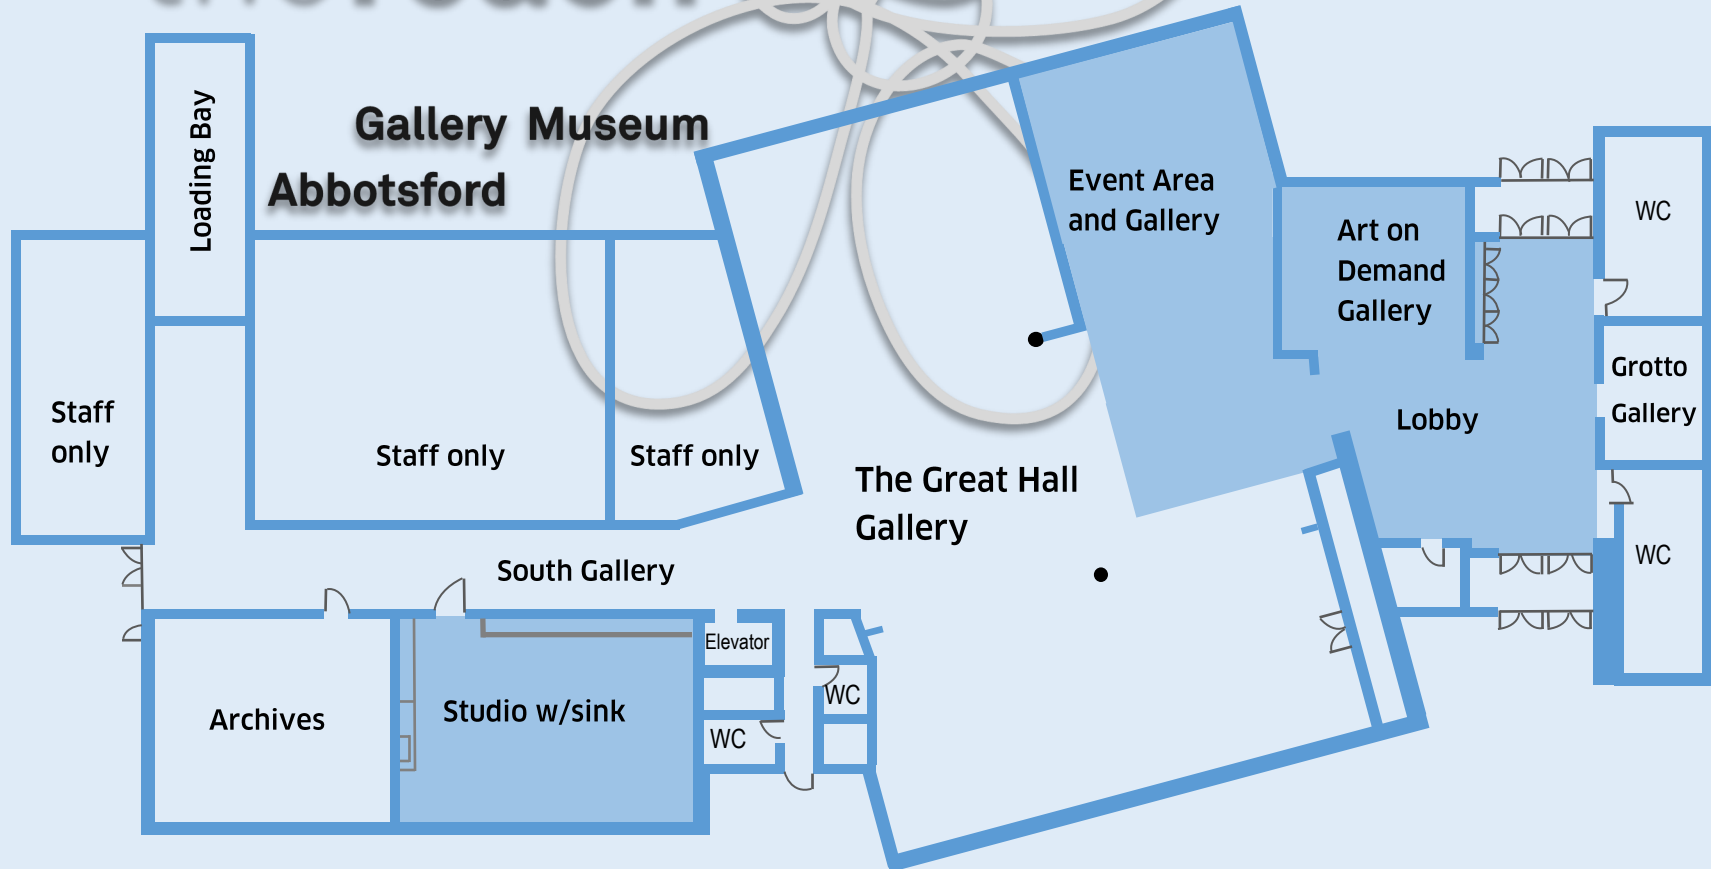 Gallery Museum
Abbotsford
Loading Bay
Event Area
and Gallery
Art on
Demand
Gallery
WC
Grotto
Gallery
Lobby
WC
Staff
only
Staff only
Staff only
The Great Hall
Gallery
South Gallery
Elevator
WC
WC
Archives
Studio w/sink